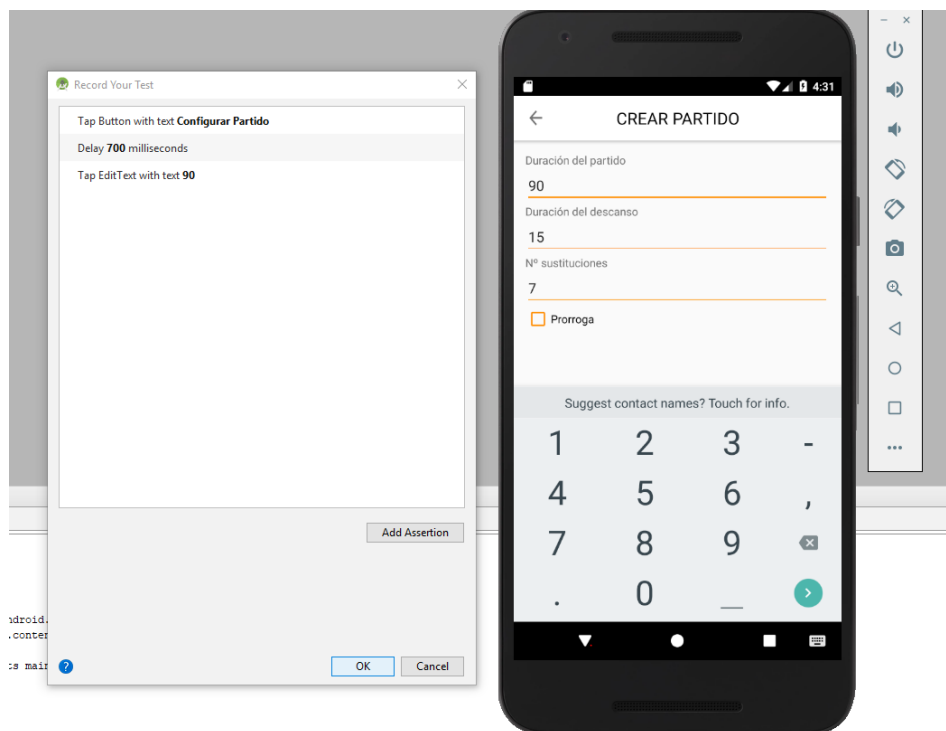 Record Your Test
Tap Button with text Configurar Partido
Delay 700 milliseconds
Tap EditText with text 90
Add Assertion
OK
Cancel
4:31
CREAR PARTIDO
Duración del partido
90
Duración del descanso
15
Nº sustituciones
7
Prorroga
Suggest contact names? Touch for info.
1 2 3 -
4 5 6 ,
7 8 9
. 0 _